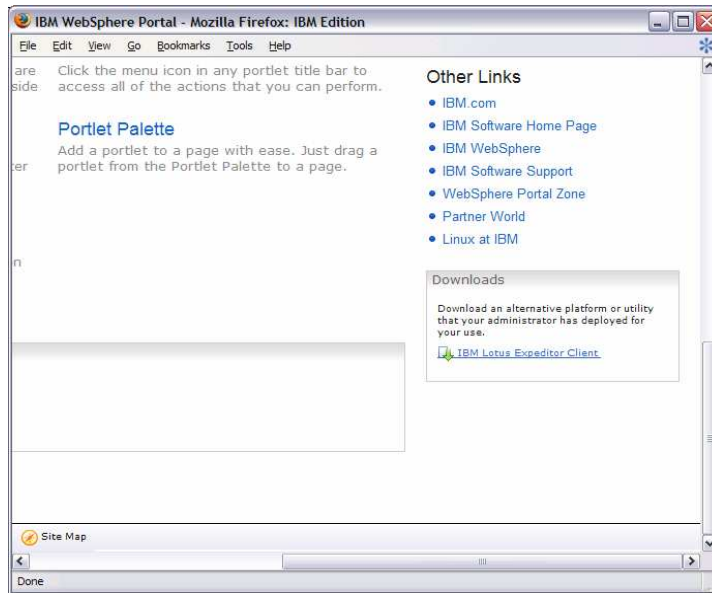 IBM WebSphere Portal - Mozilla Firefox: IBM Edition
File Edit View Go Bookmarks Tools Help
are
side
Click the menu icon in any portlet title bar to
access all of the actions that you can perform.
Portlet Palette
Add a portlet to a page with ease. Just drag a
portlet from the Portlet Palette to a page.
Other Links
IBM.com
IBM Software Home Page
IBM WebSphere
IBM Software Support
WebSphere Portal Zone
Partner World
Linux at IBM
Downloads
Download an alternative platform or utility
that your administrator has deployed for
your use.
IBM Lotus Expeditor Client
Site Map
Done